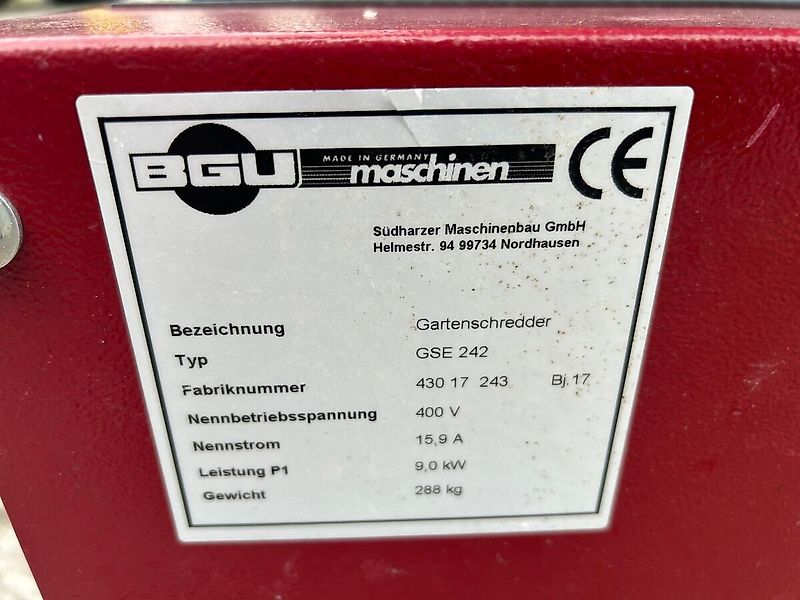 BGU MADE IN GERMANY maschinen CE
Südharzer Maschinenbau GmbH
Helmestr. 94 99734 Nordhausen
Bezeichnung Gartenschredder
Typ GSE 242
Fabriknummer 430 17 243 Bj.17
Nennbetriebsspannung 400 V
Nennstrom 15,9 A
Leistung P1 9,0 kW
Gewicht 288 kg